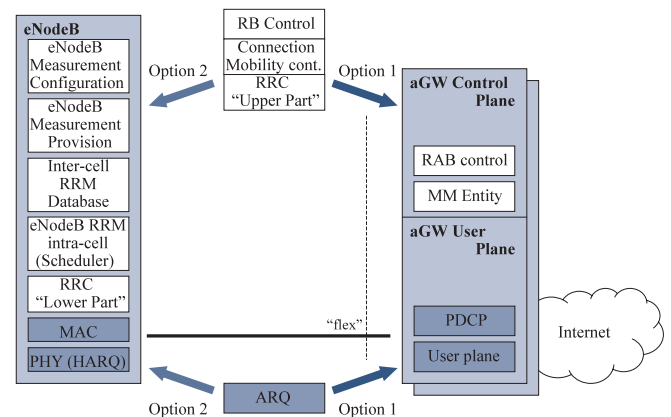 eNodeB
eNodeB
Measurement
Configuration
eNodeB
Measurement
Provision
Inter-cell
RRM
Database
eNodeB RRM
intra-cell
(Scheduler)
RRC
“Lower Part”
MAC
PHY (HARQ)
Option 2
RB Control
Connection
Mobility cont.
RRC
“Upper Part”
Option 1
aGW Control
Plane
RAB control
MM Entity
aGW User
Plane
PDCP
User plane
Internet
“flex”
Option 2
ARQ
Option 1